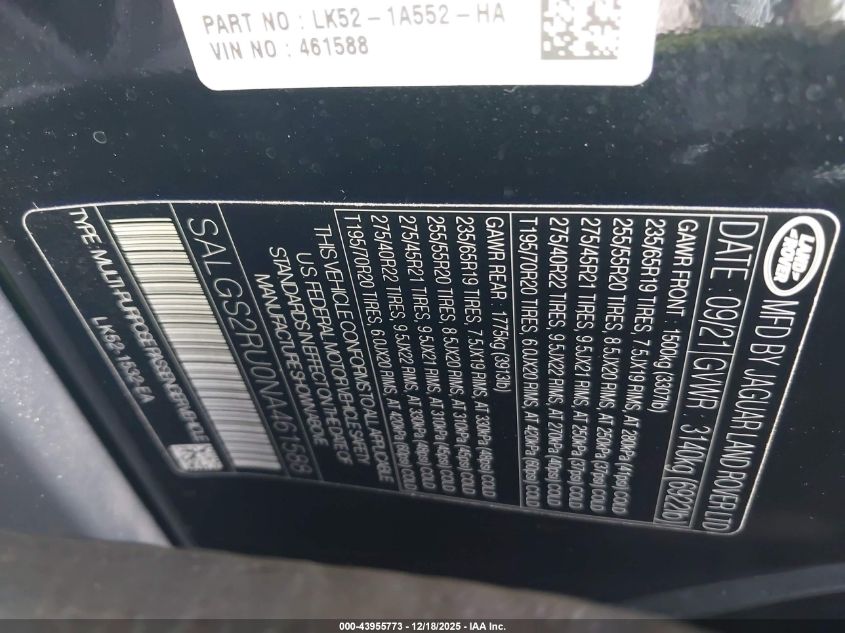 PART NO : LK52 - 1A552 - HA
VIN NO : 461588
LAND-
ROVER
MFD BY JAGUAR LAND ROVER LTD
DATE 09/21 GVWR 3140kg (6922lb)
GAWR FRONT: 1500kg (3307lb)
235/65R19 TIRES, 7.5JX19 RIMS, AT 280kPa (41psi) COLD
255/55R20 TIRES, 8.5JX20 RIMS, AT 250kPa (37psi) COLD
275/45R21 TIRES, 9.5JX21 RIMS, AT 250kPa (37psi) COLD
275/40R22 TIRES, 9.5JX22 RIMS, AT 270kPa (40psi) COLD
T195/70R20 TIRES 6.0JX20 RIMS, AT 420kPa (60psi) COLD
GAWR REAR: 1775kg (3913lb)
235/65R19 TIRES, 7.5JX19 RIMS, AT 330kPa (48psi) COLD
255/55R20 TIRES, 8.5JX20 RIMS, AT 310kPa (45psi) COLD
275/45R21 TIRES, 9.5JX21 RIMS, AT 310kPa (45psi) COLD
275/40R22 TIRES, 9.5JX22 RIMS, AT 330kPa (48psi) COLD
T195/70R20 TIRES 6.0JX20 RIMS, AT 420kPa (60psi) COLD
THIS VEHICLE CONFORMS TO ALL APPLICABLE
U.S. FEDERAL MOTOR VEHICLE SAFETY
STANDARDS IN EFFECT ON THE DATE OF
MANUFACTURE SHOWN ABOVE.
SALGS2RU0NA461588
TYPE: MULTI-PURPOSE PASSENGER VEHICLE
000-43955773 - 12/18/2025 - IAA Inc.